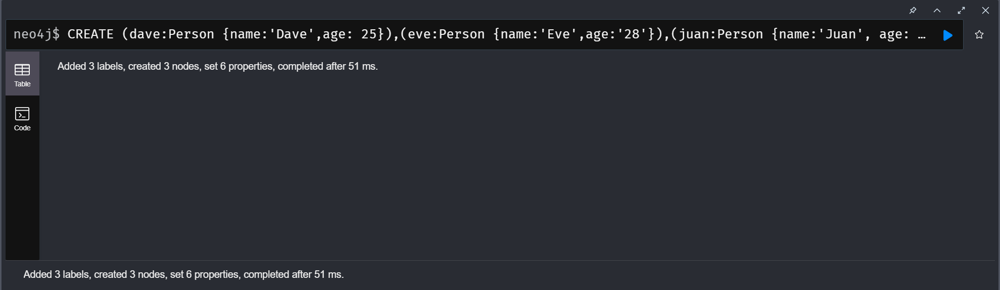 neo4j$ CREATE (dave:Person {name:'Dave',age: 25}),(eve:Person {name:'Eve',age:'28'}),(juan:Person {name:'Juan', age: …
Added 3 labels, created 3 nodes, set 6 properties, completed after 51 ms.
Table
Code
Added 3 labels, created 3 nodes, set 6 properties, completed after 51 ms.